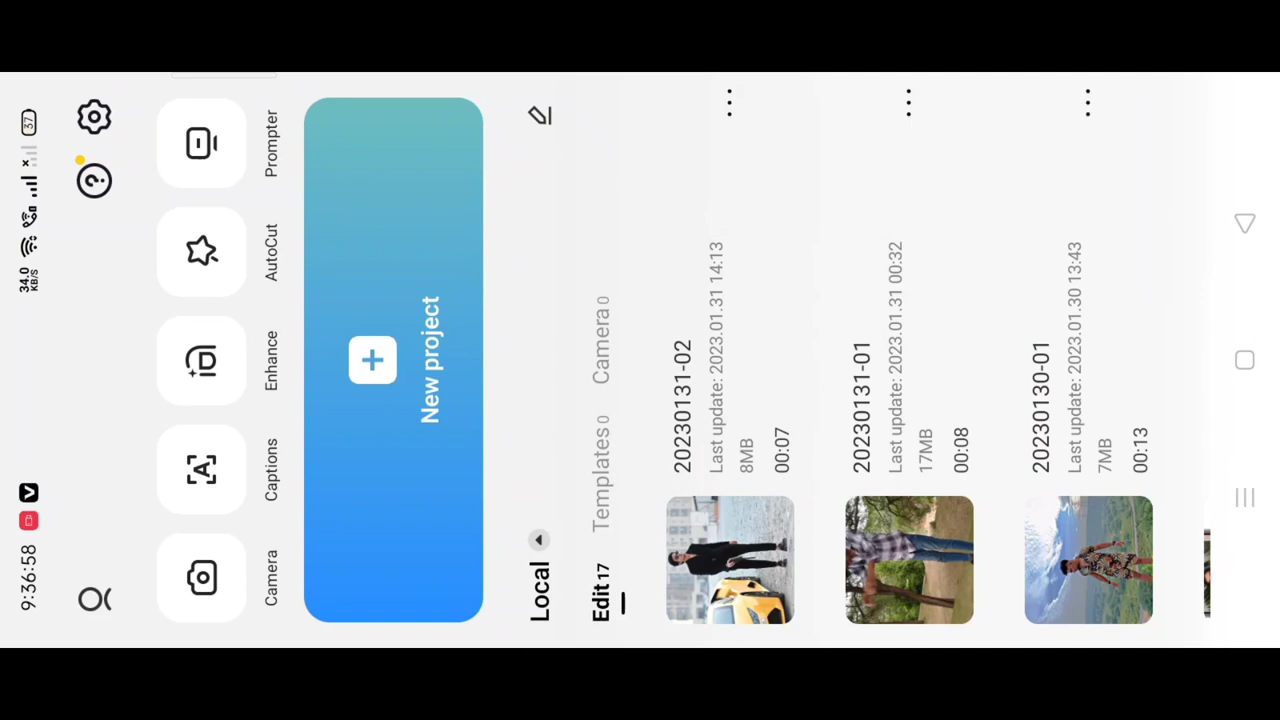 9:36:58
34.0
KB/S
37
Camera
Captions
Enhance
AutoCut
Prompter
New project
Local
Edit 17 Templates 0 Camera 0
20230131-02
Last update: 2023.01.31 14:13
8MB
00:07
20230131-01
Last update: 2023.01.31 00:32
17MB
00:08
20230130-01
Last update: 2023.01.30 13:43
7MB
00:13